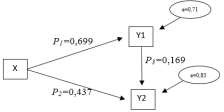 e=0,71
Y1
P1=0,699
X
P3=0,169
P2=0,437
Y2
e=0,81